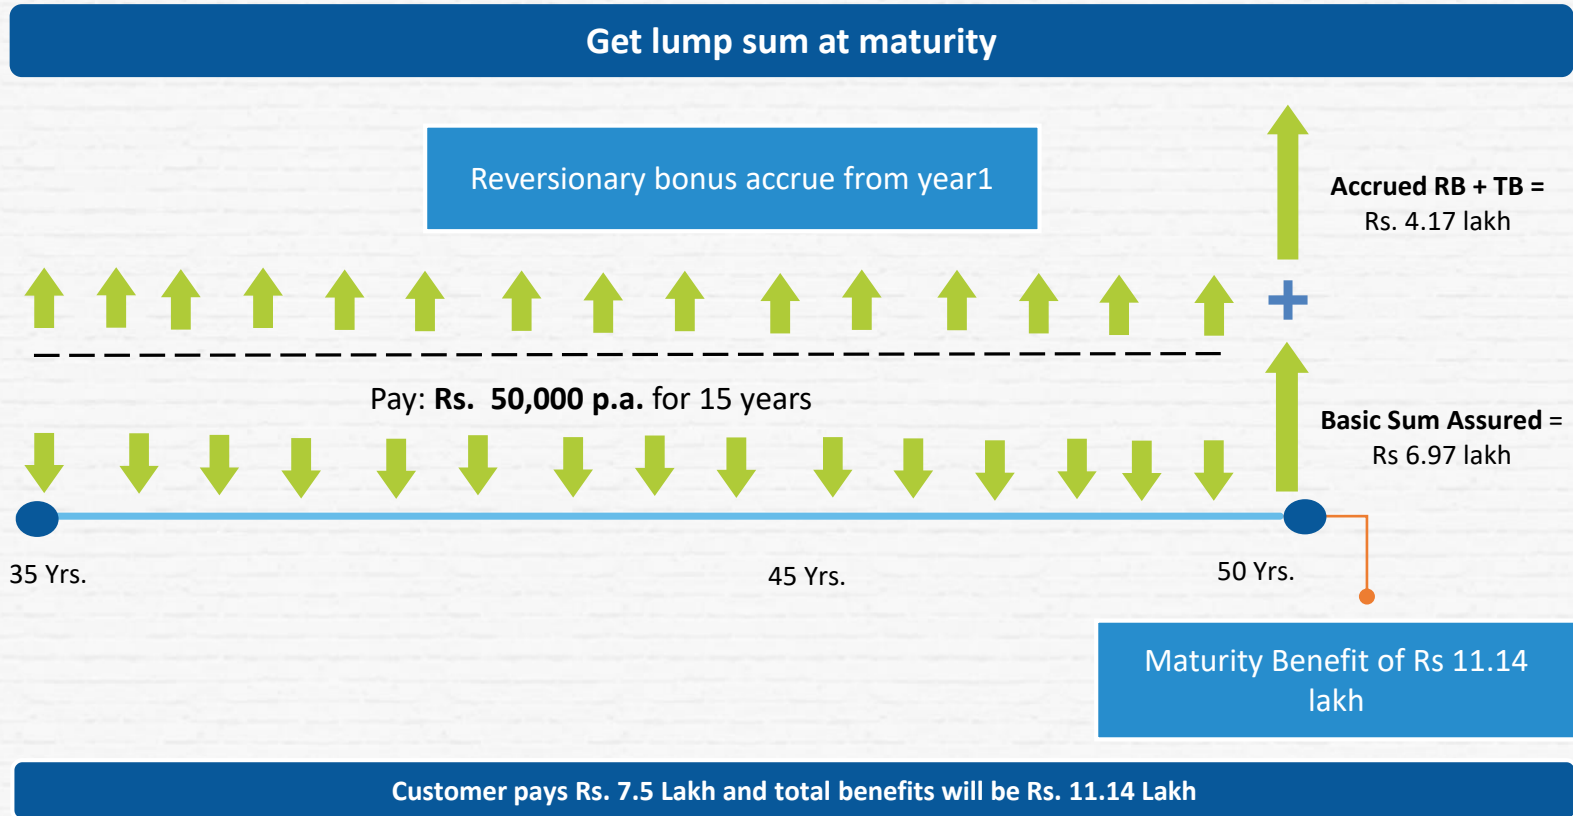 Get lump sum at maturity
Reversionary bonus accrue from year1
Accrued RB + TB =
Rs. 4.17 lakh
Pay: Rs.  50,000 p.a. for 15 years
Basic Sum Assured =
Rs 6.97 lakh
35 Yrs.
45 Yrs.
50 Yrs.
Maturity Benefit of Rs 11.14
lakh
Customer pays Rs. 7.5 Lakh and total benefits will be Rs. 11.14 Lakh